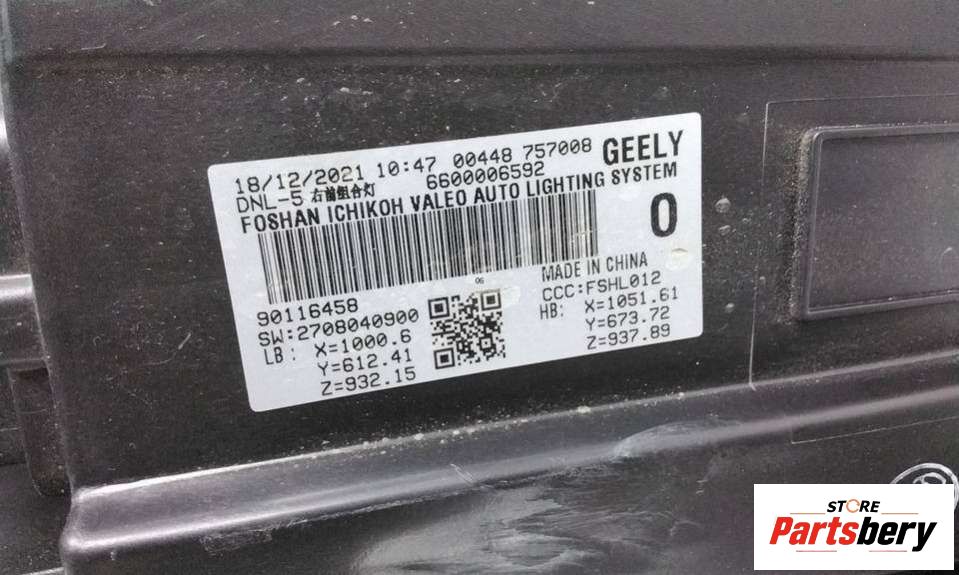 18/12/2021 10:47 00448 757008 GEELY
DNL-5 右前组合灯 6600006592
FOSHAN ICHIKOH VALEO AUTO LIGHTING SYSTEM
0
06
90116458
MADE IN CHINA
SW:2708040900
CCC:FSHL012
LB: X=1000.6
HB: X=1051.61
Y=612.41
Y=673.72
Z=932.15
Z=937.89
STORE
Partsbery